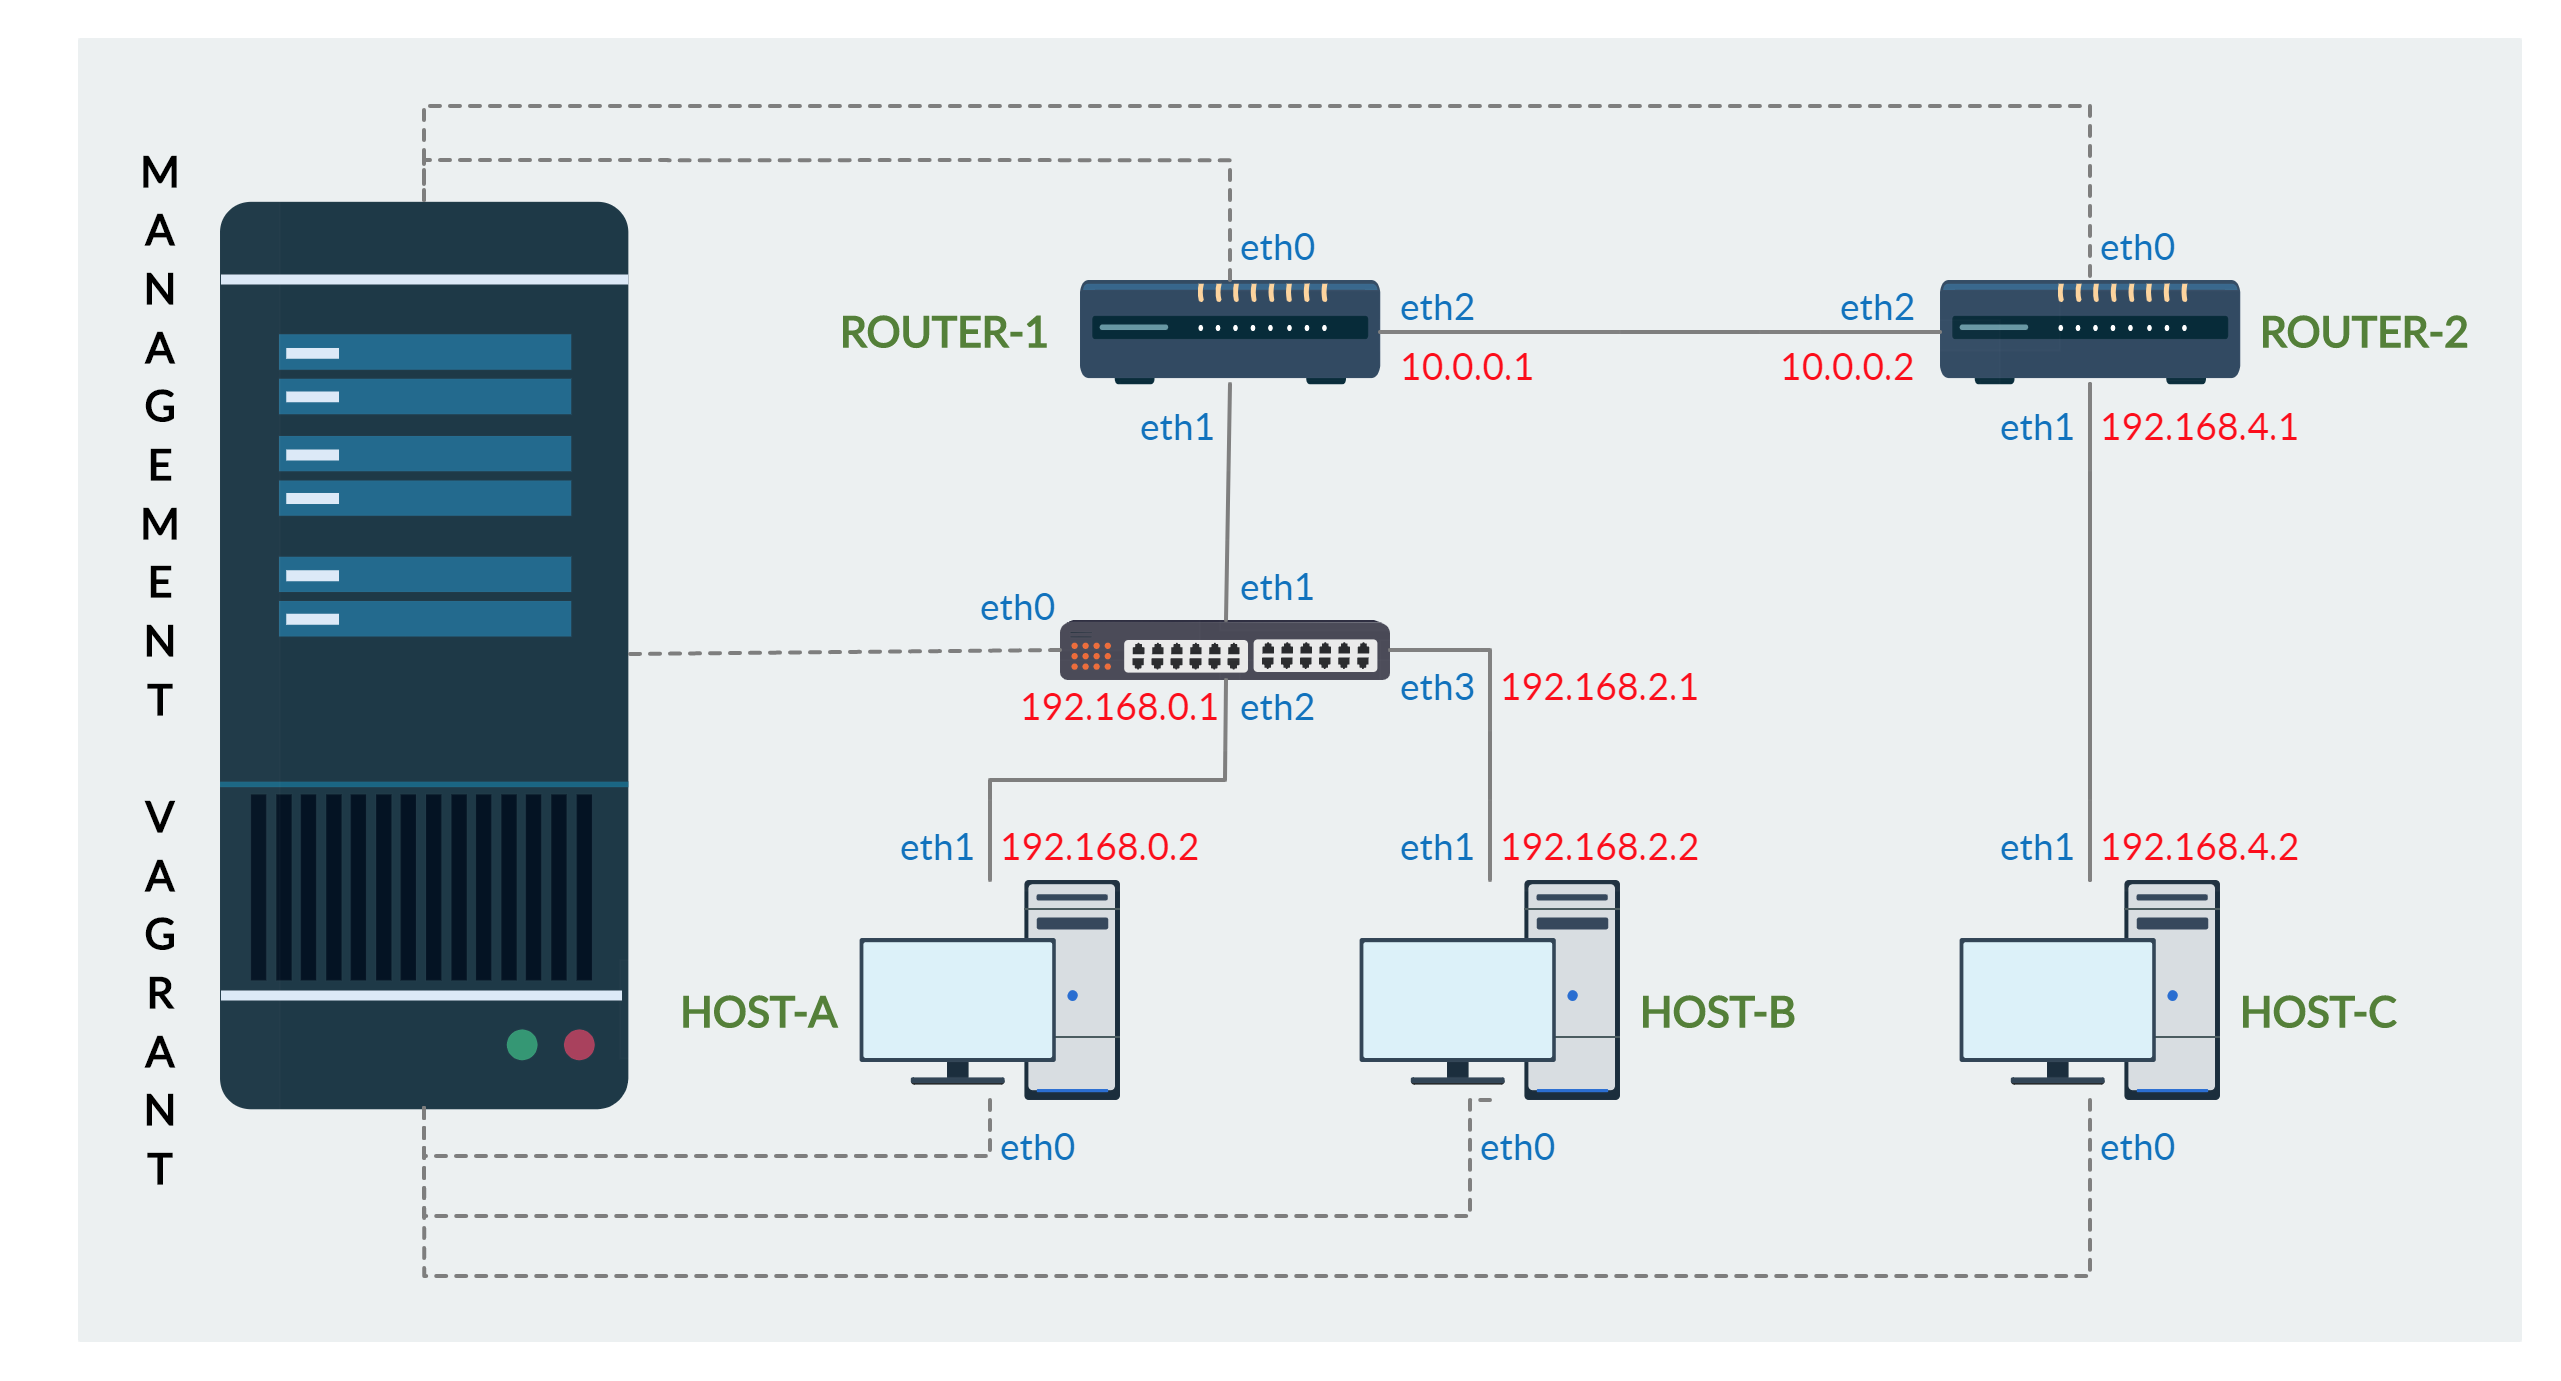 MANAGEMENT VAGRANT
eth0
eth0
ROUTER-1
eth2
eth2
ROUTER-2
10.0.0.1
10.0.0.2
eth1
eth1
192.168.4.1
eth0
eth1
192.168.0.1
eth2
eth3
192.168.2.1
eth1
192.168.0.2
eth1
192.168.2.2
eth1
192.168.4.2
HOST-A
HOST-B
HOST-C
eth0
eth0
eth0